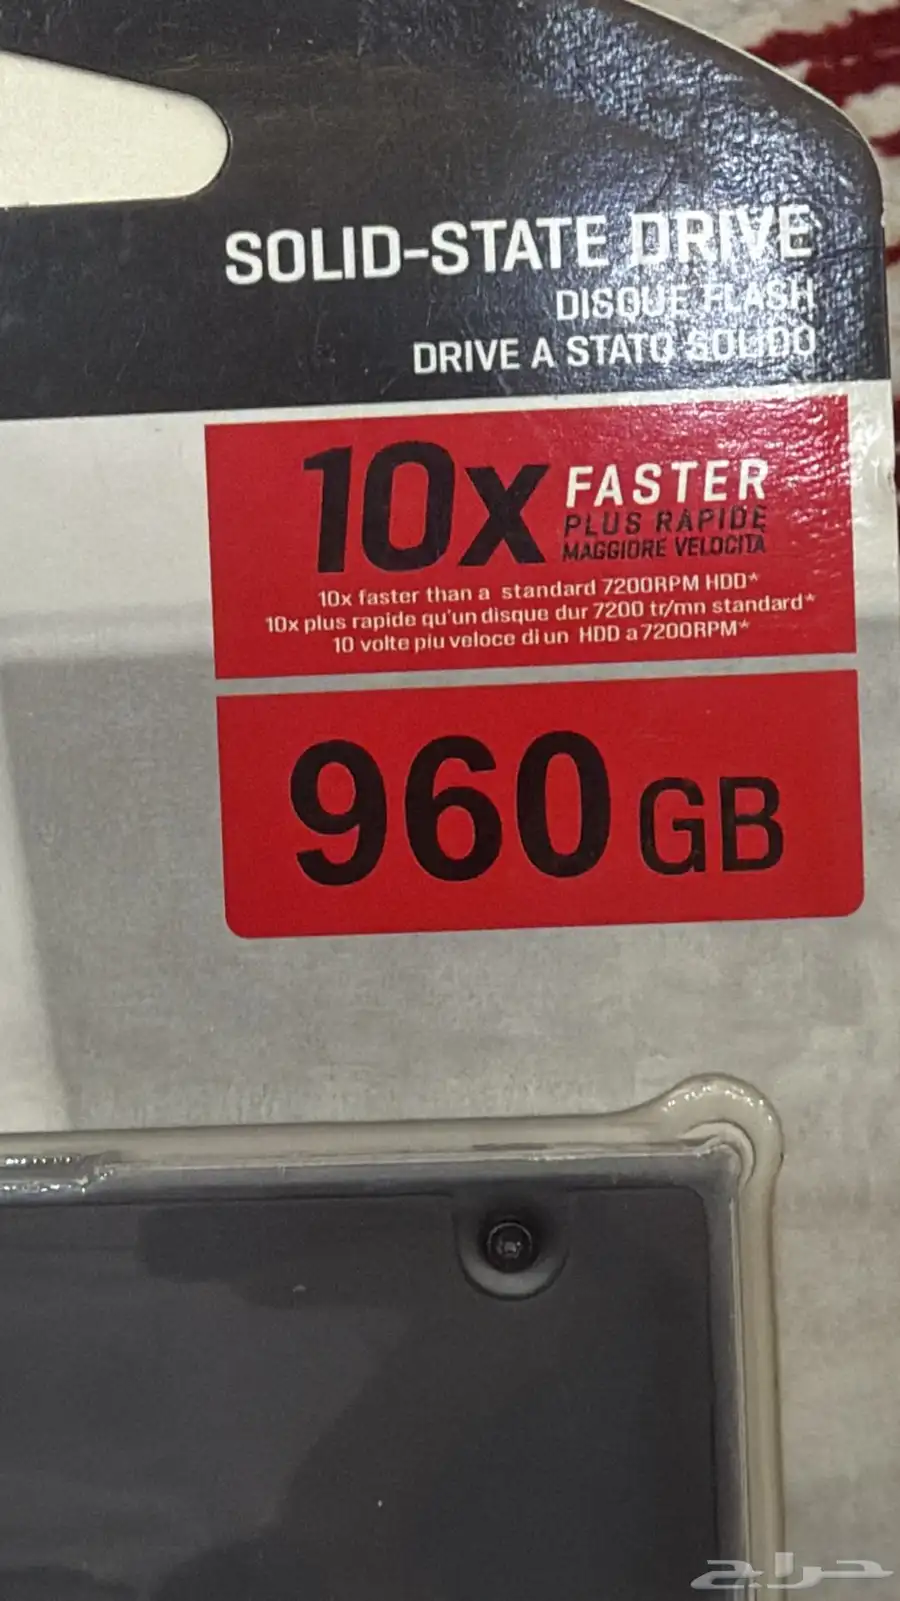 SOLID-STATE DRIVE
DISQUE FLASH
DRIVE A STATO SOLIDO
10x FASTER
PLUS RAPIDE
MAGGIORE VELOCITA
10x faster than a standard 7200RPM HDD*
10x plus rapide qu'un disque dur 7200 tr/mn standard*
10 volte piu veloce di un HDD a 7200RPM*
960 GB
حراج